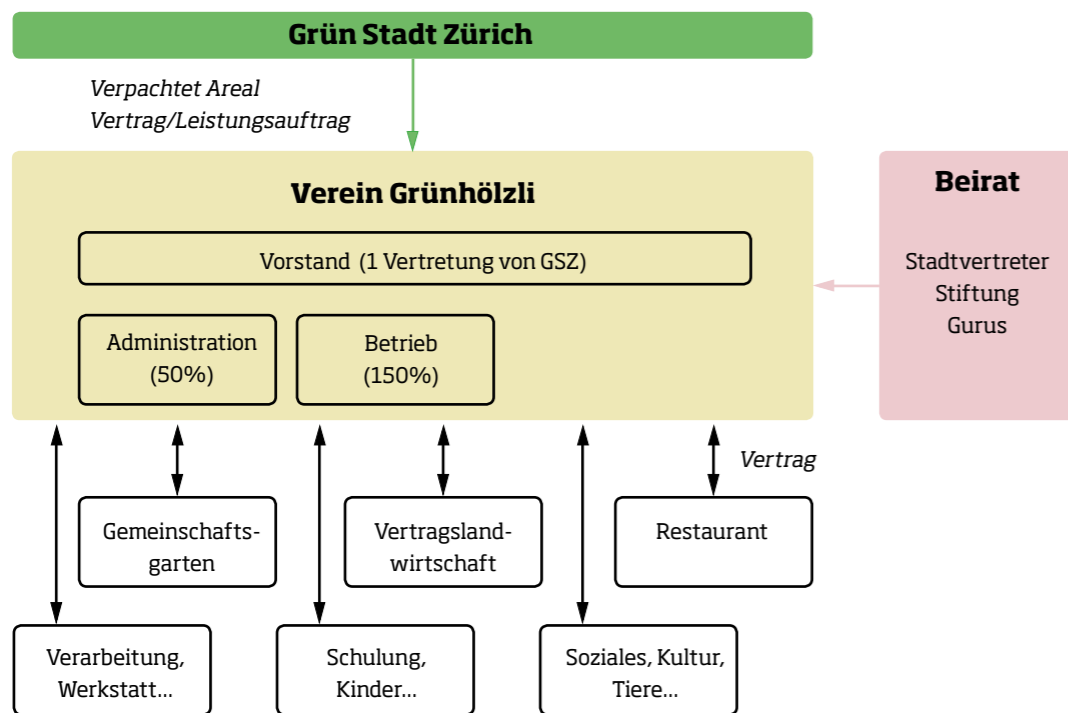 Grün Stadt Zürich
Verpachtet Areal
Vertrag/Leistungsauftrag
Verein Grünhölzli
Vorstand (1 Vertretung von GSZ)
Administration
(50%)
Betrieb
(150%)
Beirat
Stadtvertreter
Stiftung
Gurus
Vertrag
Gemeinschafts-
garten
Vertragsland-
wirtschaft
Restaurant
Verarbeitung,
Werkstatt...
Schulung,
Kinder...
Soziales, Kultur,
Tiere...